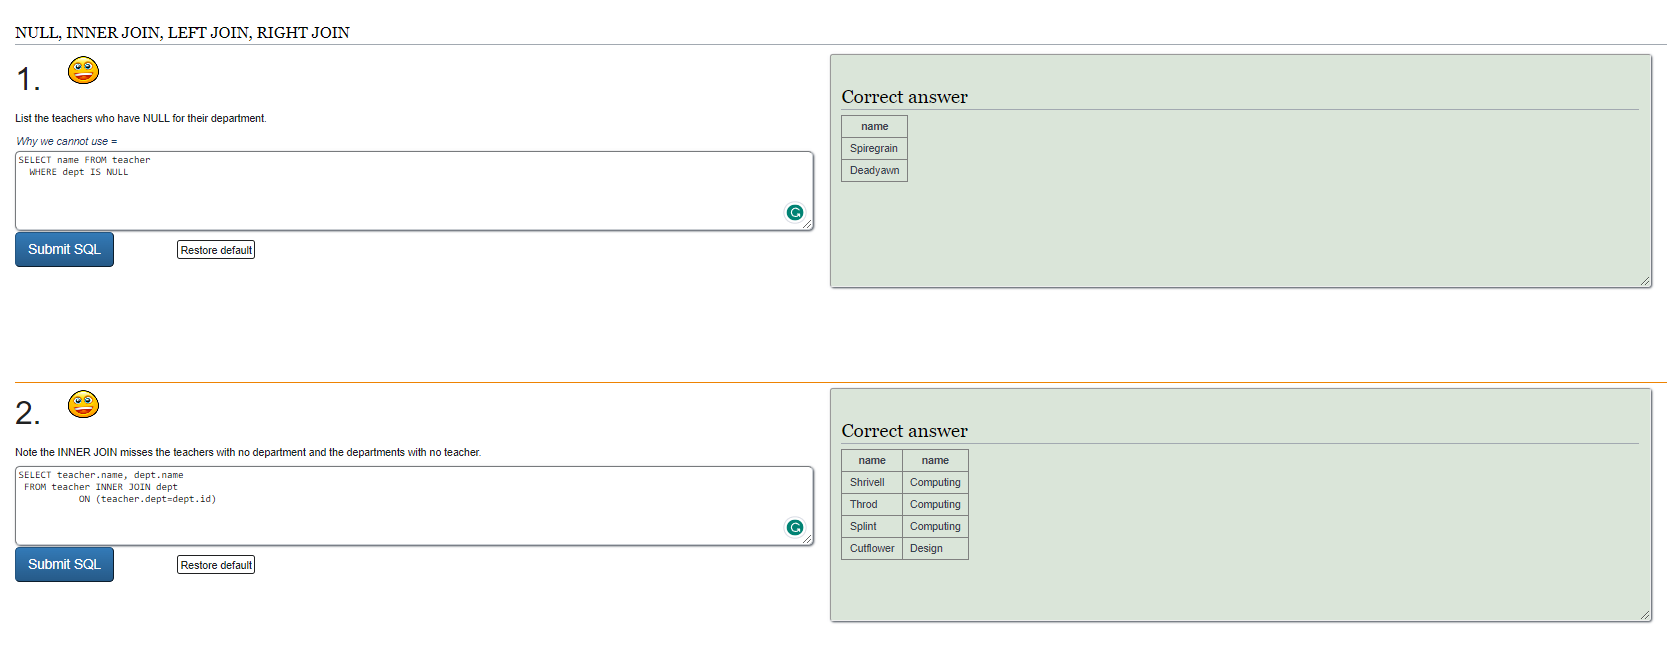 NULL, INNER JOIN, LEFT JOIN, RIGHT JOIN
1.
List the teachers who have NULL for their department.
Why we cannot use =
SELECT name FROM teacher
WHERE dept IS NULL
Submit SQL
Restore default
Correct answer
name
Spiregrain
Deadyawn
2.
Note the INNER JOIN misses the teachers with no department and the departments with no teacher.
SELECT teacher.name, dept.name
FROM teacher INNER JOIN dept
ON (teacher.dept=dept.id)
Submit SQL
Restore default
Correct answer
name name
Shrivell Computing
Throd Computing
Splint Computing
Cutflower Design